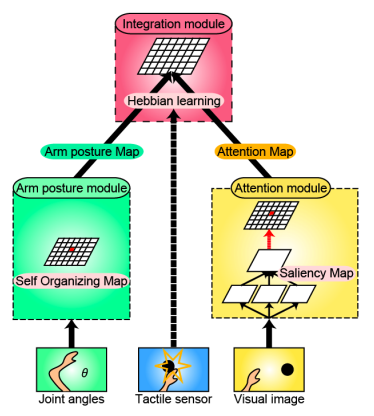 Integration module
Hebbian learning
Arm posture Map
Attention Map
Arm posture module
Attention module
Self Organizing Map
Saliency Map
θ
Joint angles
Tactile sensor
Visual image